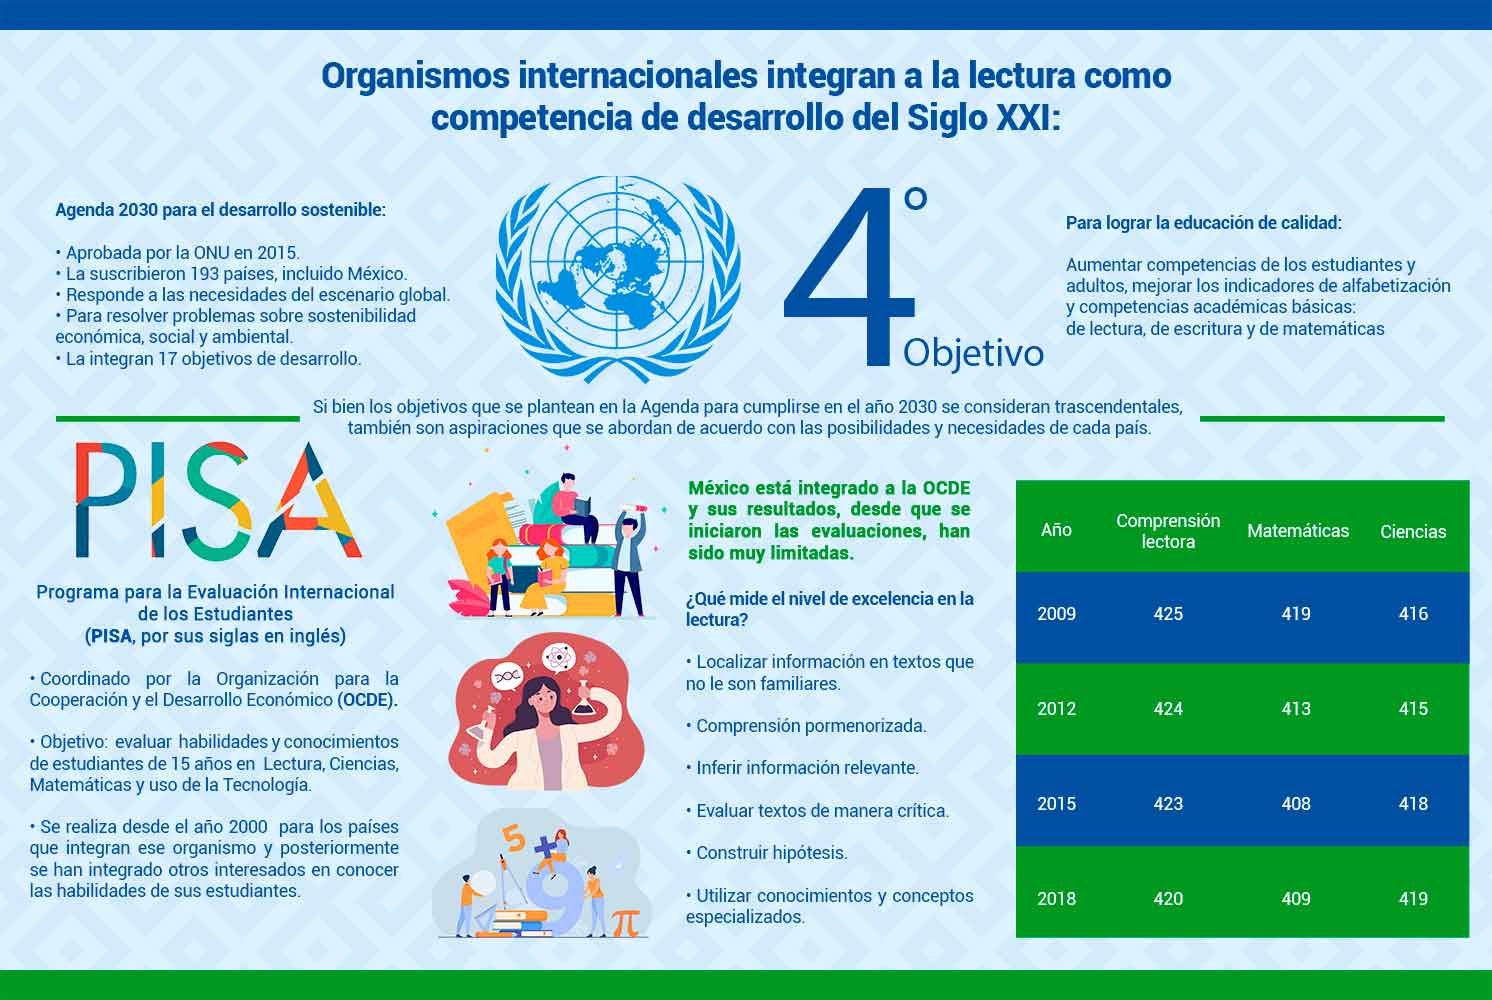 Organismos internacionales integran a la lectura como
competencia de desarrollo del Siglo XXI:
Agenda 2030 para el desarrollo sostenible:
• Aprobada por la ONU en 2015.
• La suscribieron 193 países, incluido México.
• Responde a las necesidades del escenario global.
• Para resolver problemas sobre sostenibilidad
económica, social y ambiental.
• La integran 17 objetivos de desarrollo.
4°
Objetivo
Para lograr la educación de calidad:
Aumentar competencias de los estudiantes y
adultos, mejorar los indicadores de alfabetización
y competencias académicas básicas:
de lectura, de escritura y de matemáticas
Si bien los objetivos que se plantean en la Agenda para cumplirse en el año 2030 se consideran trascendentales,
también son aspiraciones que se abordan de acuerdo con las posibilidades y necesidades de cada país.
PISA
Programa para la Evaluación Internacional
de los Estudiantes
(PISA, por sus siglas en inglés)
• Coordinado por la Organización para la
Cooperación y el Desarrollo Económico (OCDE).
• Objetivo: evaluar habilidades y conocimientos
de estudiantes de 15 años en Lectura, Ciencias,
Matemáticas y uso de la Tecnología.
• Se realiza desde el año 2000 para los países
que integran ese organismo y posteriormente
se han integrado otros interesados en conocer
las habilidades de sus estudiantes.
5
+
9
π
México está integrado a la OCDE
y sus resultados, desde que se
iniciaron las evaluaciones, han
sido muy limitadas.
¿Qué mide el nivel de excelencia en la
lectura?
• Localizar información en textos que
no le son familiares.
• Comprensión pormenorizada.
• Inferir información relevante.
• Evaluar textos de manera crítica.
• Construir hipótesis.
• Utilizar conocimientos y conceptos
especializados.
Año Comprensión lectora Matemáticas Ciencias
2009 425 419 416
2012 424 413 415
2015 423 408 418
2018 420 409 419